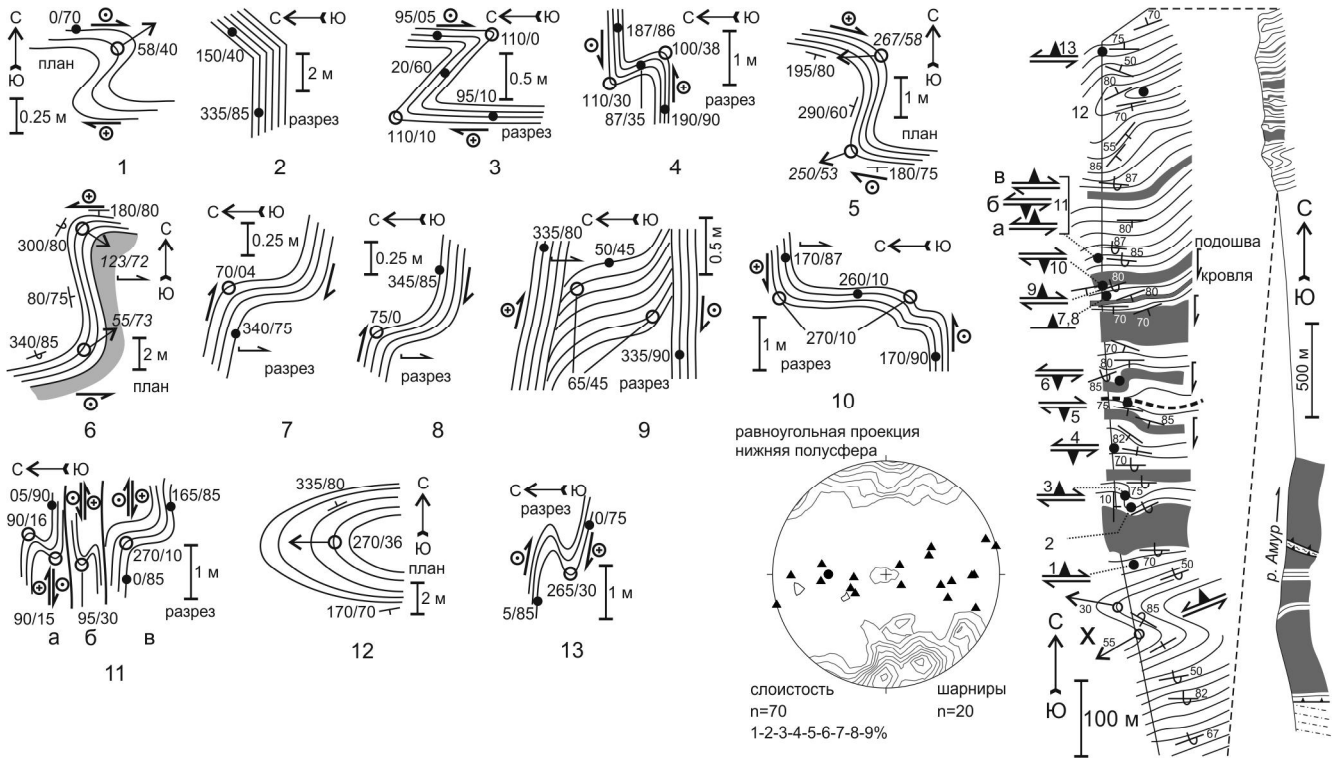 0/70
58/40
С
Ю
план
0.25 м
1
С Ю
150/40
2 м
335/85
разрез
2
95/05
С Ю
110/0
20/60
0.5 м
95/10
110/10
разрез
3
С Ю
187/86
100/38
1 м
110/30
87/35
разрез
190/90
4
267/58
С
Ю
195/80
290/60
1 м
план
250/53
180/75
5
180/80
С
Ю
300/80
123/72
80/75
55/73
340/85
2 м
план
6
С Ю
0.25 м
70/04
340/75
разрез
7
С Ю
0.25 м
345/85
75/0
разрез
8
С Ю
335/80
50/45
0.5 м
65/45
разрез
335/90
9
С Ю
170/87
260/10
270/10
1 м
разрез
170/90
10
С Ю
05/90
165/85
90/16
270/10
0/85
1 м
90/15
95/30
разрез
а б в
11
335/80
С
Ю
270/36
план
170/70
2 м
12
С Ю
разрез
0/75
265/30
5/85
1 м
13
равноугольная проекция
нижняя полусфера
слоистость
n=70
шарниры
n=20
1-2-3-4-5-6-7-8-9%
70
75
13
50
80
12
70
55
85
в
87
б
11
а
80
87
85
подошва
10
80
кровля
9
80
7,8
70
70
70
80
6
85
75
5
85
4
82
70
3
75
10
2
1
70
50
30
85
Х
55
С
Ю
50
82
100 м
67
С
Ю
500 м
р. Амур